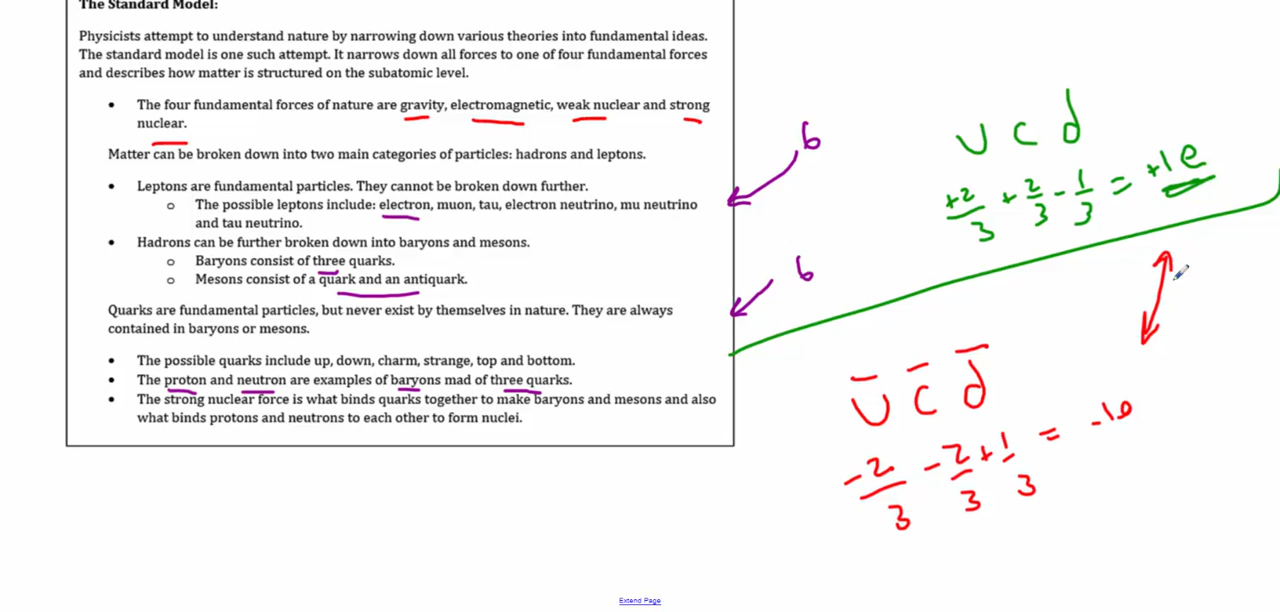 The Standard Model:
Physicists attempt to understand nature by narrowing down various theories into fundamental ideas.
The standard model is one such attempt. It narrows down all forces to one of four fundamental forces
and describes how matter is structured on the subatomic level.
• The four fundamental forces of nature are gravity, electromagnetic, weak nuclear and strong
nuclear.
Matter can be broken down into two main categories of particles: hadrons and leptons.
• Leptons are fundamental particles. They cannot be broken down further.
o The possible leptons include: electron, muon, tau, electron neutrino, mu neutrino
and tau neutrino.
• Hadrons can be further broken down into baryons and mesons.
o Baryons consist of three quarks.
o Mesons consist of a quark and an antiquark.
Quarks are fundamental particles, but never exist by themselves in nature. They are always
contained in baryons or mesons.
• The possible quarks include up, down, charm, strange, top and bottom.
• The proton and neutron are examples of baryons mad of three quarks.
• The strong nuclear force is what binds quarks together to make baryons and mesons and also
what binds protons and neutrons to each other to form nuclei.
6
6
u c d
+2/3 + 2/3 - 1/3 = +1e
ū c̄ d̄
-2/3 - 2/3 + 1/3 = -1e
Extend Page